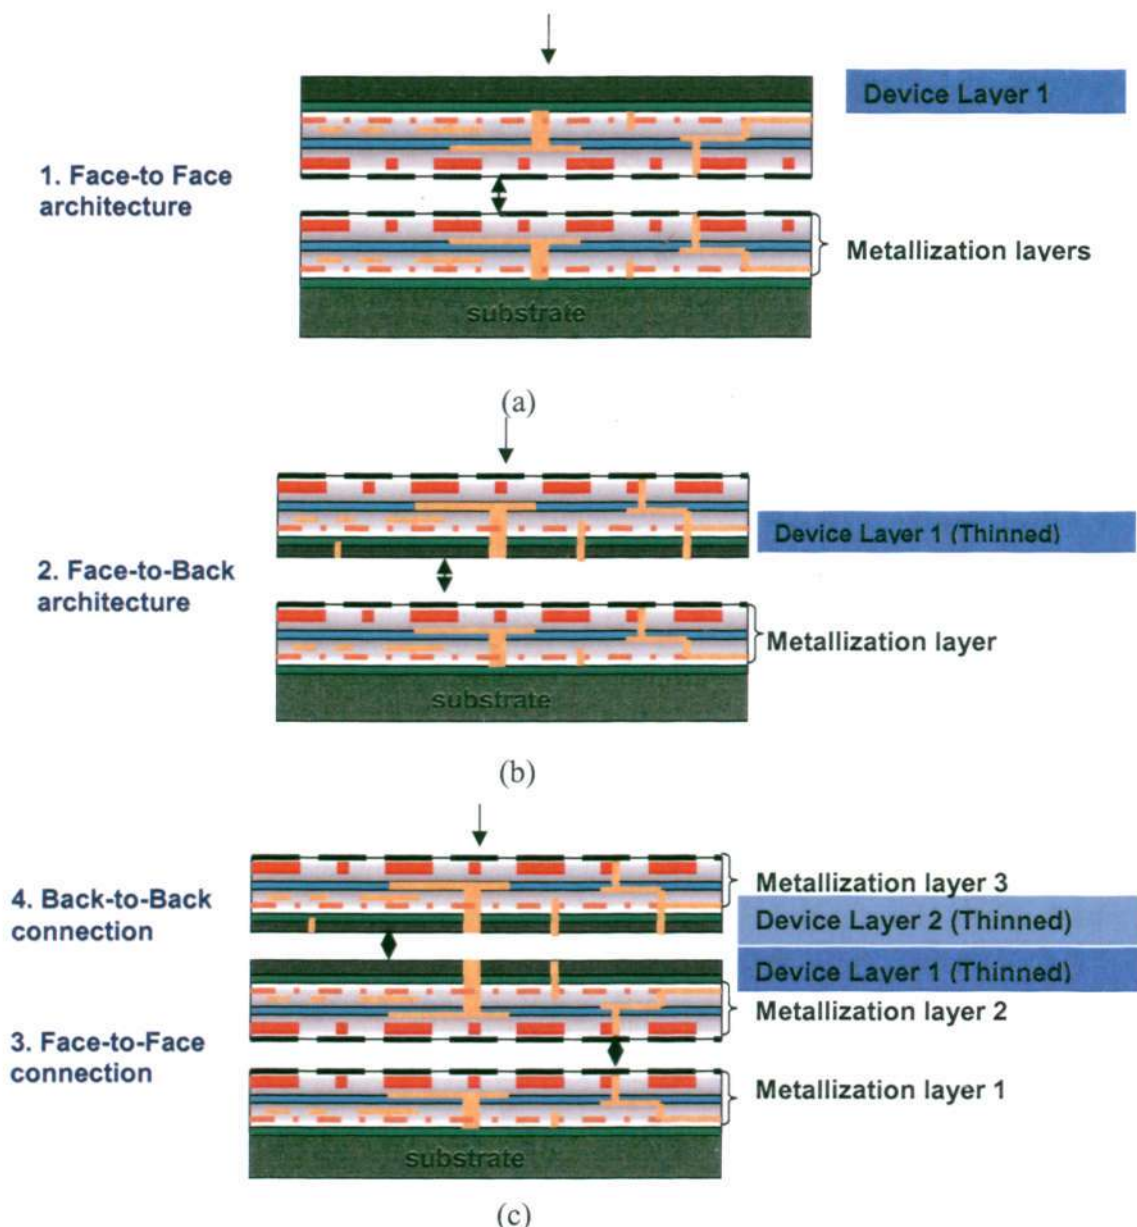 Device Layer 1
1. Face-to Face
architecture
Metallization layers
substrate
(a)
2. Face-to-Back
architecture
Device Layer 1 (Thinned)
Metallization layer
substrate
(b)
4. Back-to-Back
connection
Metallization layer 3
Device Layer 2 (Thinned)
Device Layer 1 (Thinned)
Metallization layer 2
3. Face-to-Face
connection
Metallization layer 1
substrate
(c)